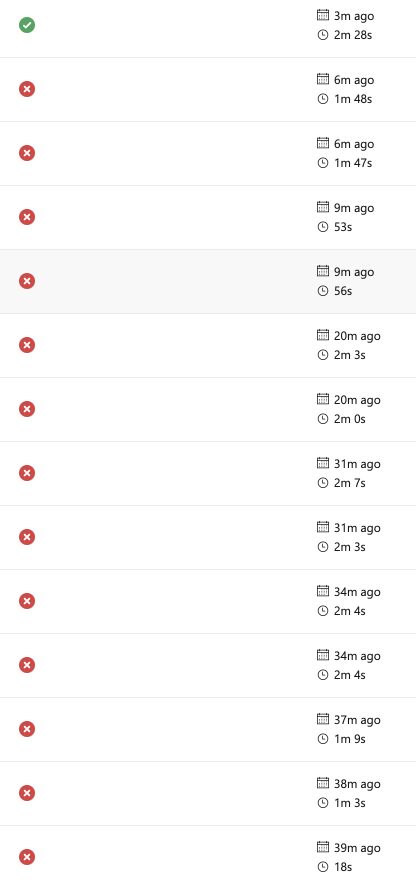 3m ago
2m 28s
6m ago
1m 48s
6m ago
1m 47s
9m ago
53s
9m ago
56s
20m ago
2m 3s
20m ago
2m 0s
31m ago
2m 7s
31m ago
2m 3s
34m ago
2m 4s
34m ago
2m 4s
37m ago
1m 9s
38m ago
1m 3s
39m ago
18s